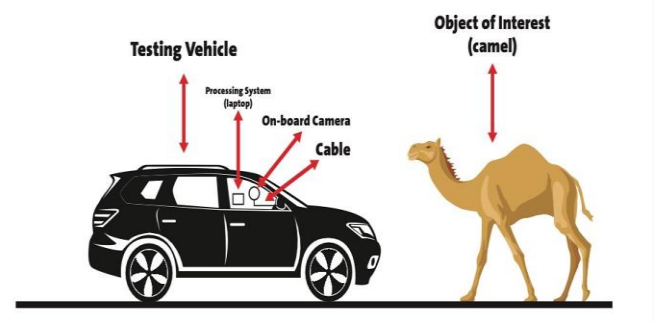 Object of Interest
(camel)
Testing Vehicle
Processing System
(laptop)
On-board Camera
Cable